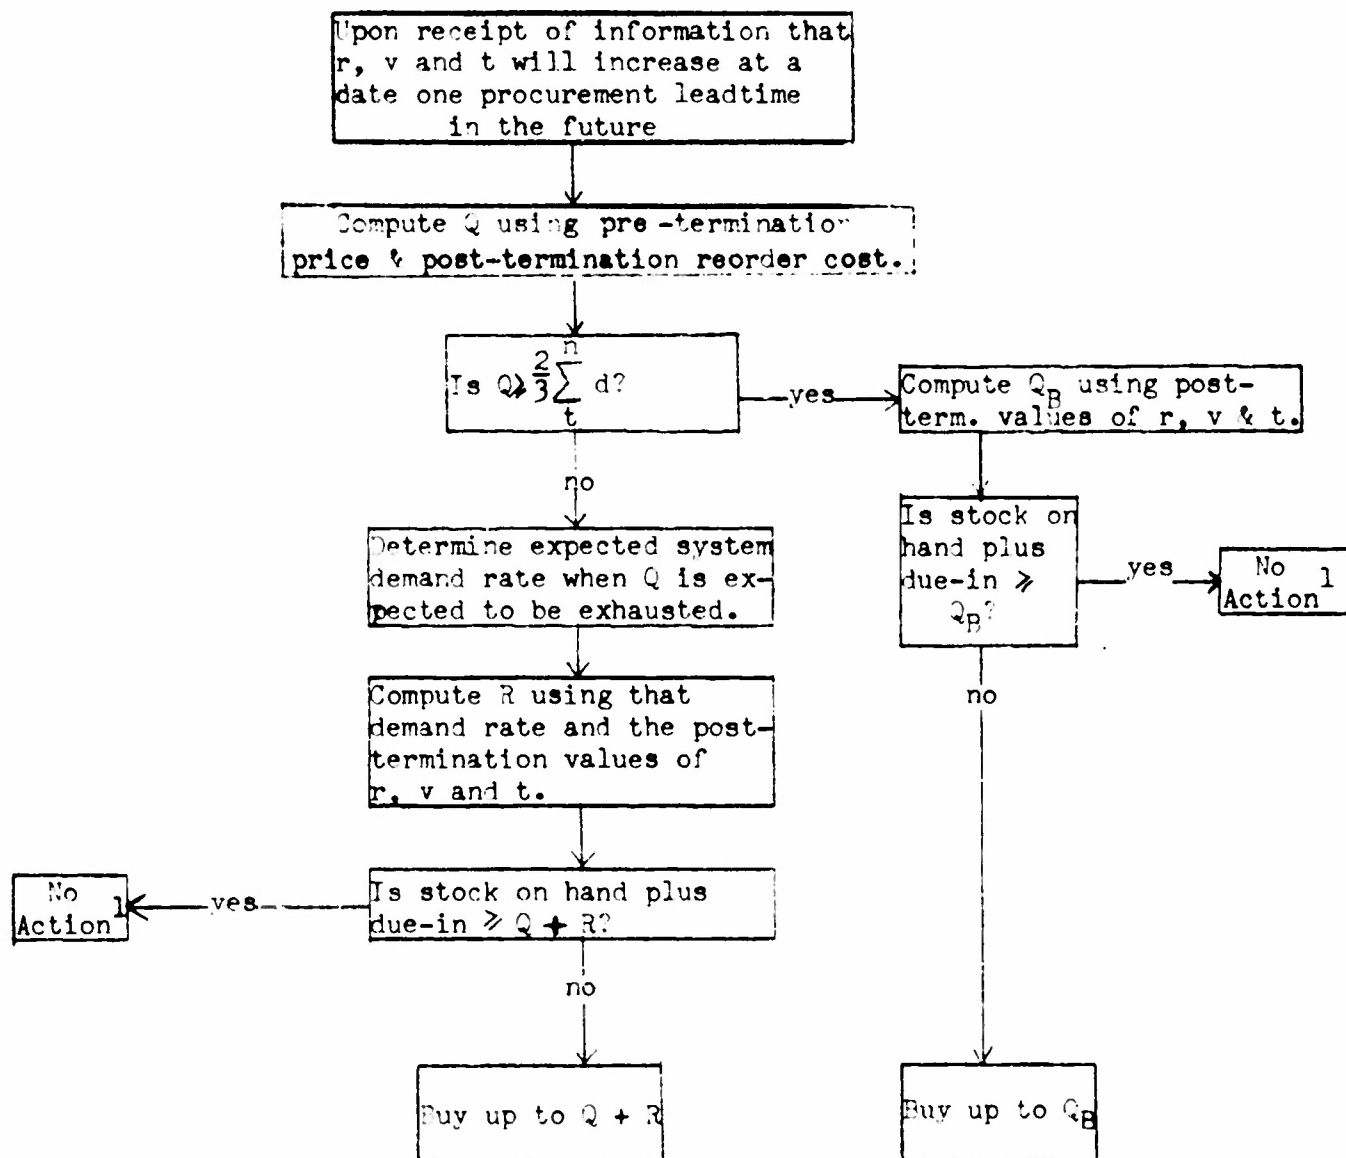 Upon receipt of information that
r, v and t will increase at a
date one procurement leadtime
in the future
Compute Q using pre-termination
price & post-termination reorder cost.
Is Q ⩾ 2/3 ∑ d?
n
t
yes
Compute Q_B using post-
term. values of r, v & t.
no
Is stock on
hand plus
due-in ⩾
Q_B?
yes
No
Action 1
Determine expected system
demand rate when Q is ex-
pected to be exhausted.
no
Compute R using that
demand rate and the post-
termination values of
r, v and t.
No
Action 1
yes
Is stock on hand plus
due-in ⩾ Q + R?
no
Buy up to Q + R
Buy up to Q_B